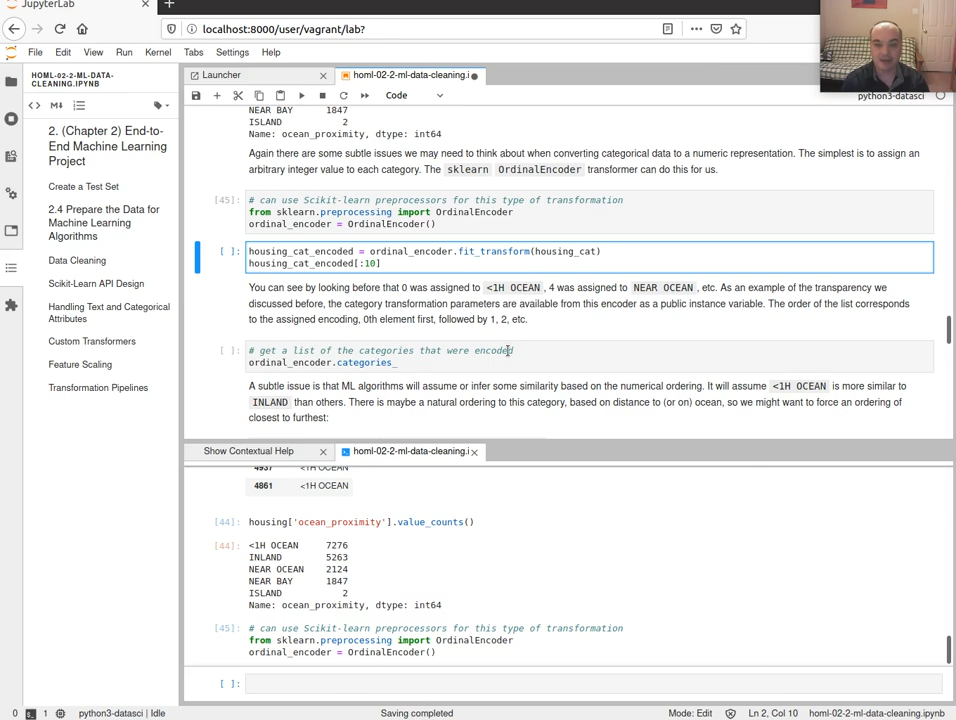 JupyterLab
localhost:8000/user/vagrant/lab?
File Edit View Run Kernel Tabs Settings Help
HOML-02-2-ML-DATA-
CLEANING.IPYNB
2. (Chapter 2) End-to-
End Machine Learning
Project
Create a Test Set
2.4 Prepare the Data for
Machine Learning
Algorithms
Data Cleaning
Scikit-Learn API Design
Handling Text and Categorical
Attributes
Custom Transformers
Feature Scaling
Transformation Pipelines
Launcher
homl-02-2-ml-data-cleaning.i
Code
python3-datasci
NEAR BAY 1847
ISLAND 2
Name: ocean_proximity, dtype: int64
Again there are some subtle issues we may need to think about when converting categorical data to a numeric representation. The simplest is to assign an
arbitrary integer value to each category. The sklearn OrdinalEncoder transformer can do this for us.
[45]: # can use Scikit-learn preprocessors for this type of transformation
from sklearn.preprocessing import OrdinalEncoder
ordinal_encoder = OrdinalEncoder()
[ ]: housing_cat_encoded = ordinal_encoder.fit_transform(housing_cat)
housing_cat_encoded[:10]
You can see by looking before that 0 was assigned to <1H OCEAN, 4 was assigned to NEAR OCEAN, etc. As an example of the transparency we
discussed before, the category transformation parameters are available from this encoder as a public instance variable. The order of the list corresponds
to the assigned encoding, 0th element first, followed by 1, 2, etc.
[ ]: # get a list of the categories that were encoded
ordinal_encoder.categories_
A subtle issue is that ML algorithms will assume or infer some similarity based on the numerical ordering. It will assume <1H OCEAN is more similar to
INLAND than others. There is maybe a natural ordering to this category, based on distance to (or on) ocean, so we might want to force an ordering of
closest to furthest:
Show Contextual Help
homl-02-2-ml-data-cleaning.i
4937 <1H OCEAN
4861 <1H OCEAN
[44]: housing['ocean_proximity'].value_counts()
[44]: <1H OCEAN 7276
INLAND 5263
NEAR OCEAN 2124
NEAR BAY 1847
ISLAND 2
Name: ocean_proximity, dtype: int64
[45]: # can use Scikit-learn preprocessors for this type of transformation
from sklearn.preprocessing import OrdinalEncoder
ordinal_encoder = OrdinalEncoder()
[ ]:
0 1 python3-datasci | Idle Saving completed Mode: Edit Ln 2, Col 10 homl-02-2-ml-data-cleaning.ipynb